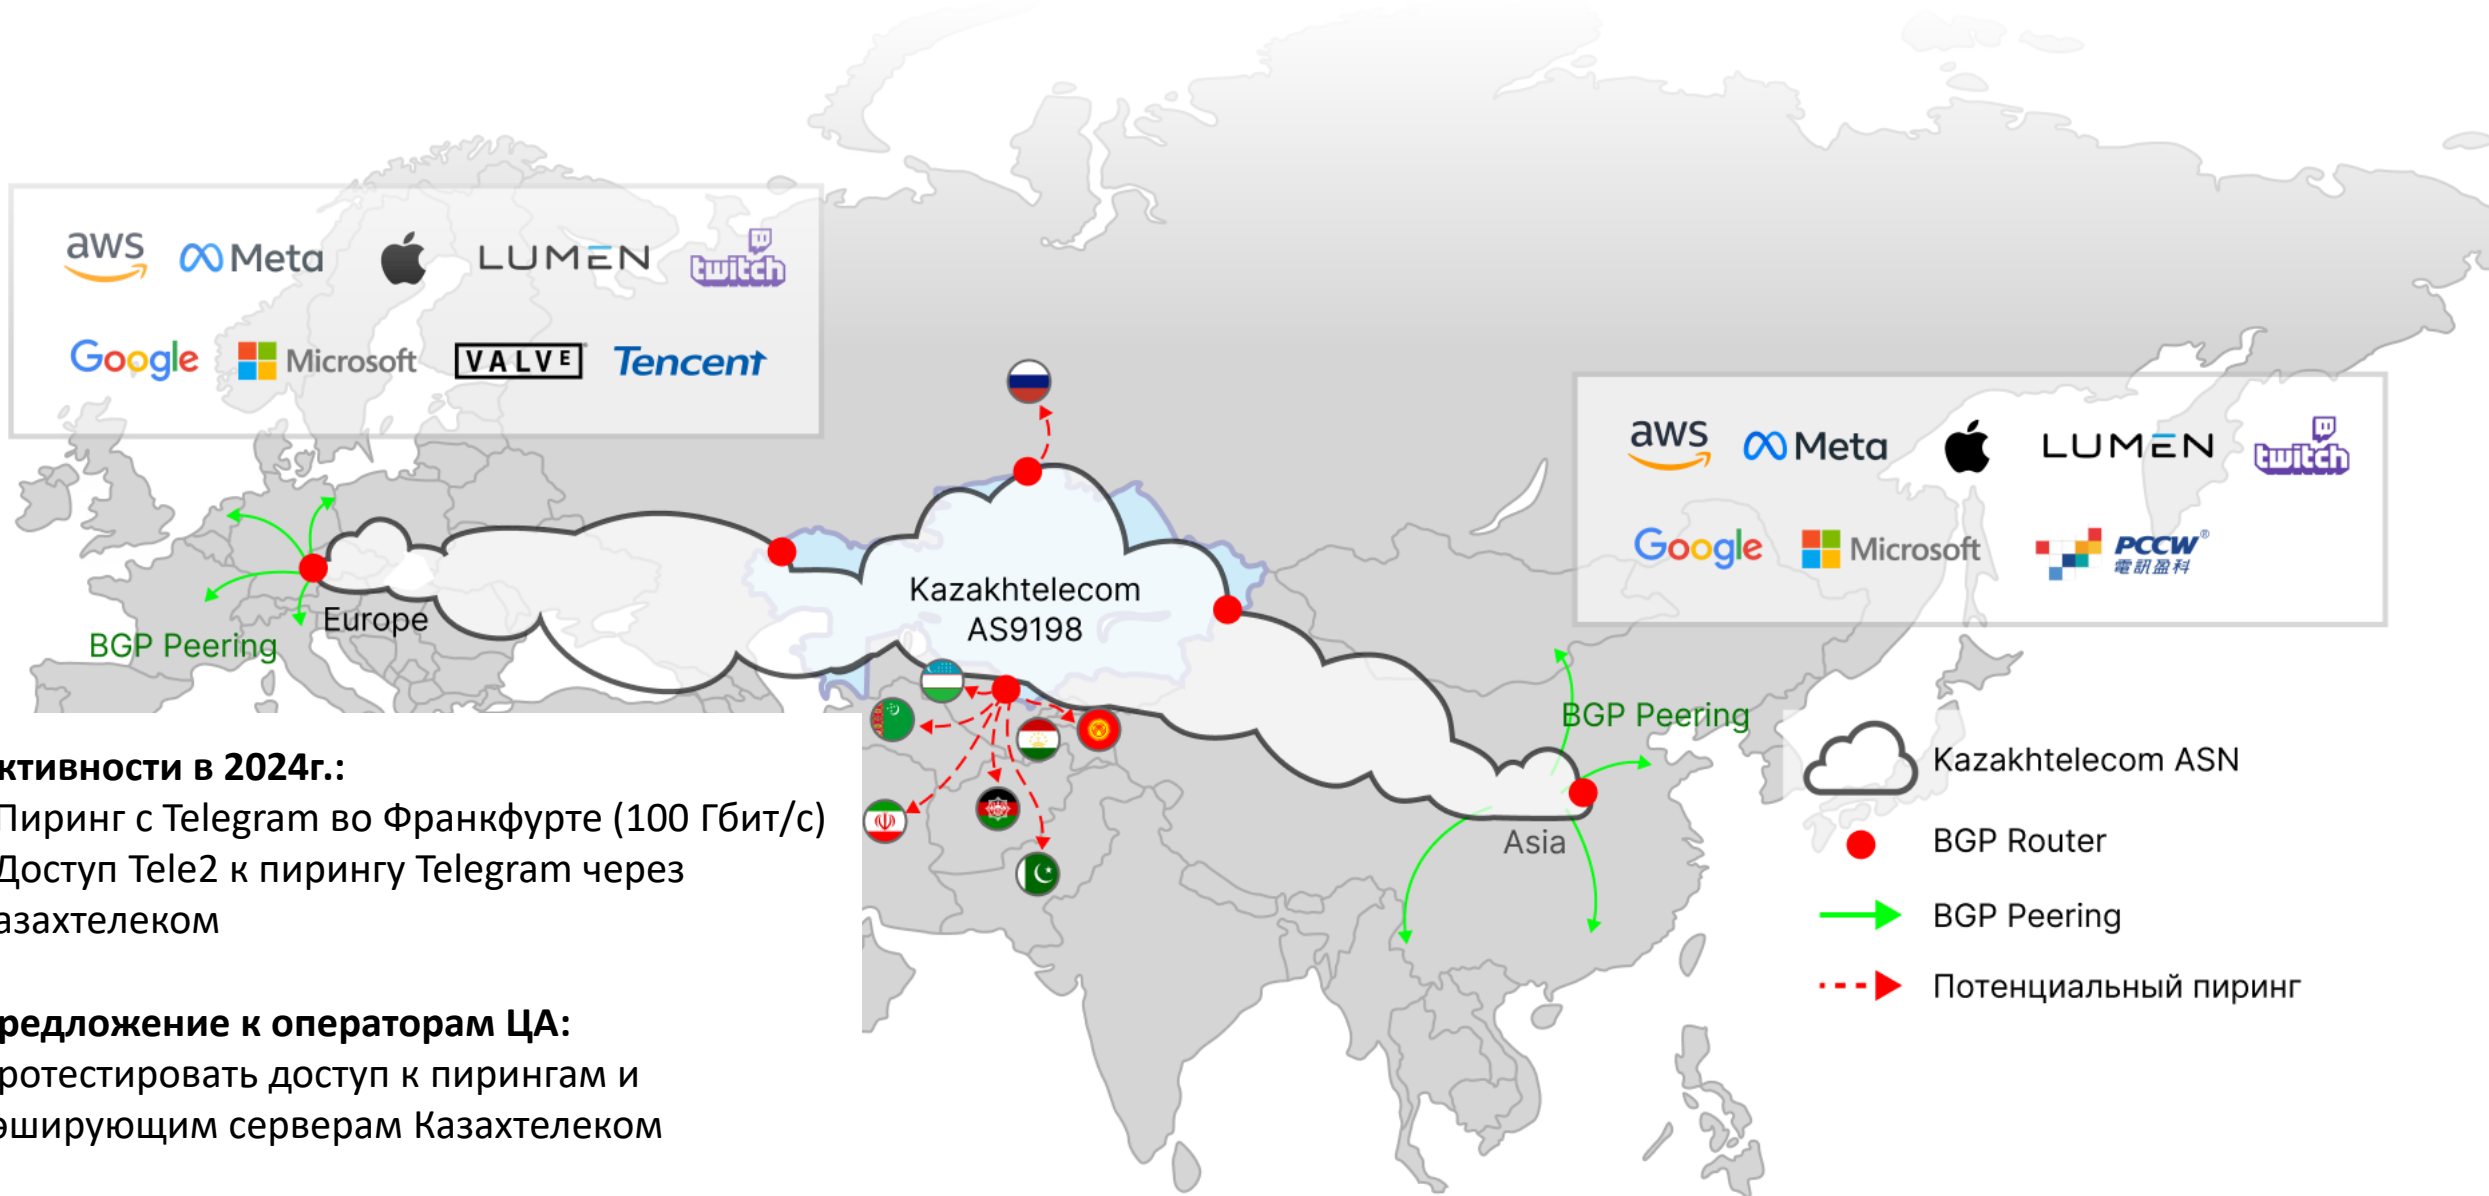 aws Meta LUMEN twitch
Google Microsoft VALVE Tencent
aws Meta LUMEN twitch
Google Microsoft PCCW®
電訊盈科
Kazakhtelecom
AS9198
Europe
BGP Peering
BGP Peering
Asia
ктивности в 2024г.:
Пиринг с Telegram во Франкфурте (100 Гбит/с)
Доступ Tele2 к пирингу Telegram через
азахтелеком
редложение к операторам ЦА:
ротестировать доступ к пирингам и
эширующим серверам Казахтелеком
Kazakhtelecom ASN
BGP Router
BGP Peering
Потенциальный пиринг